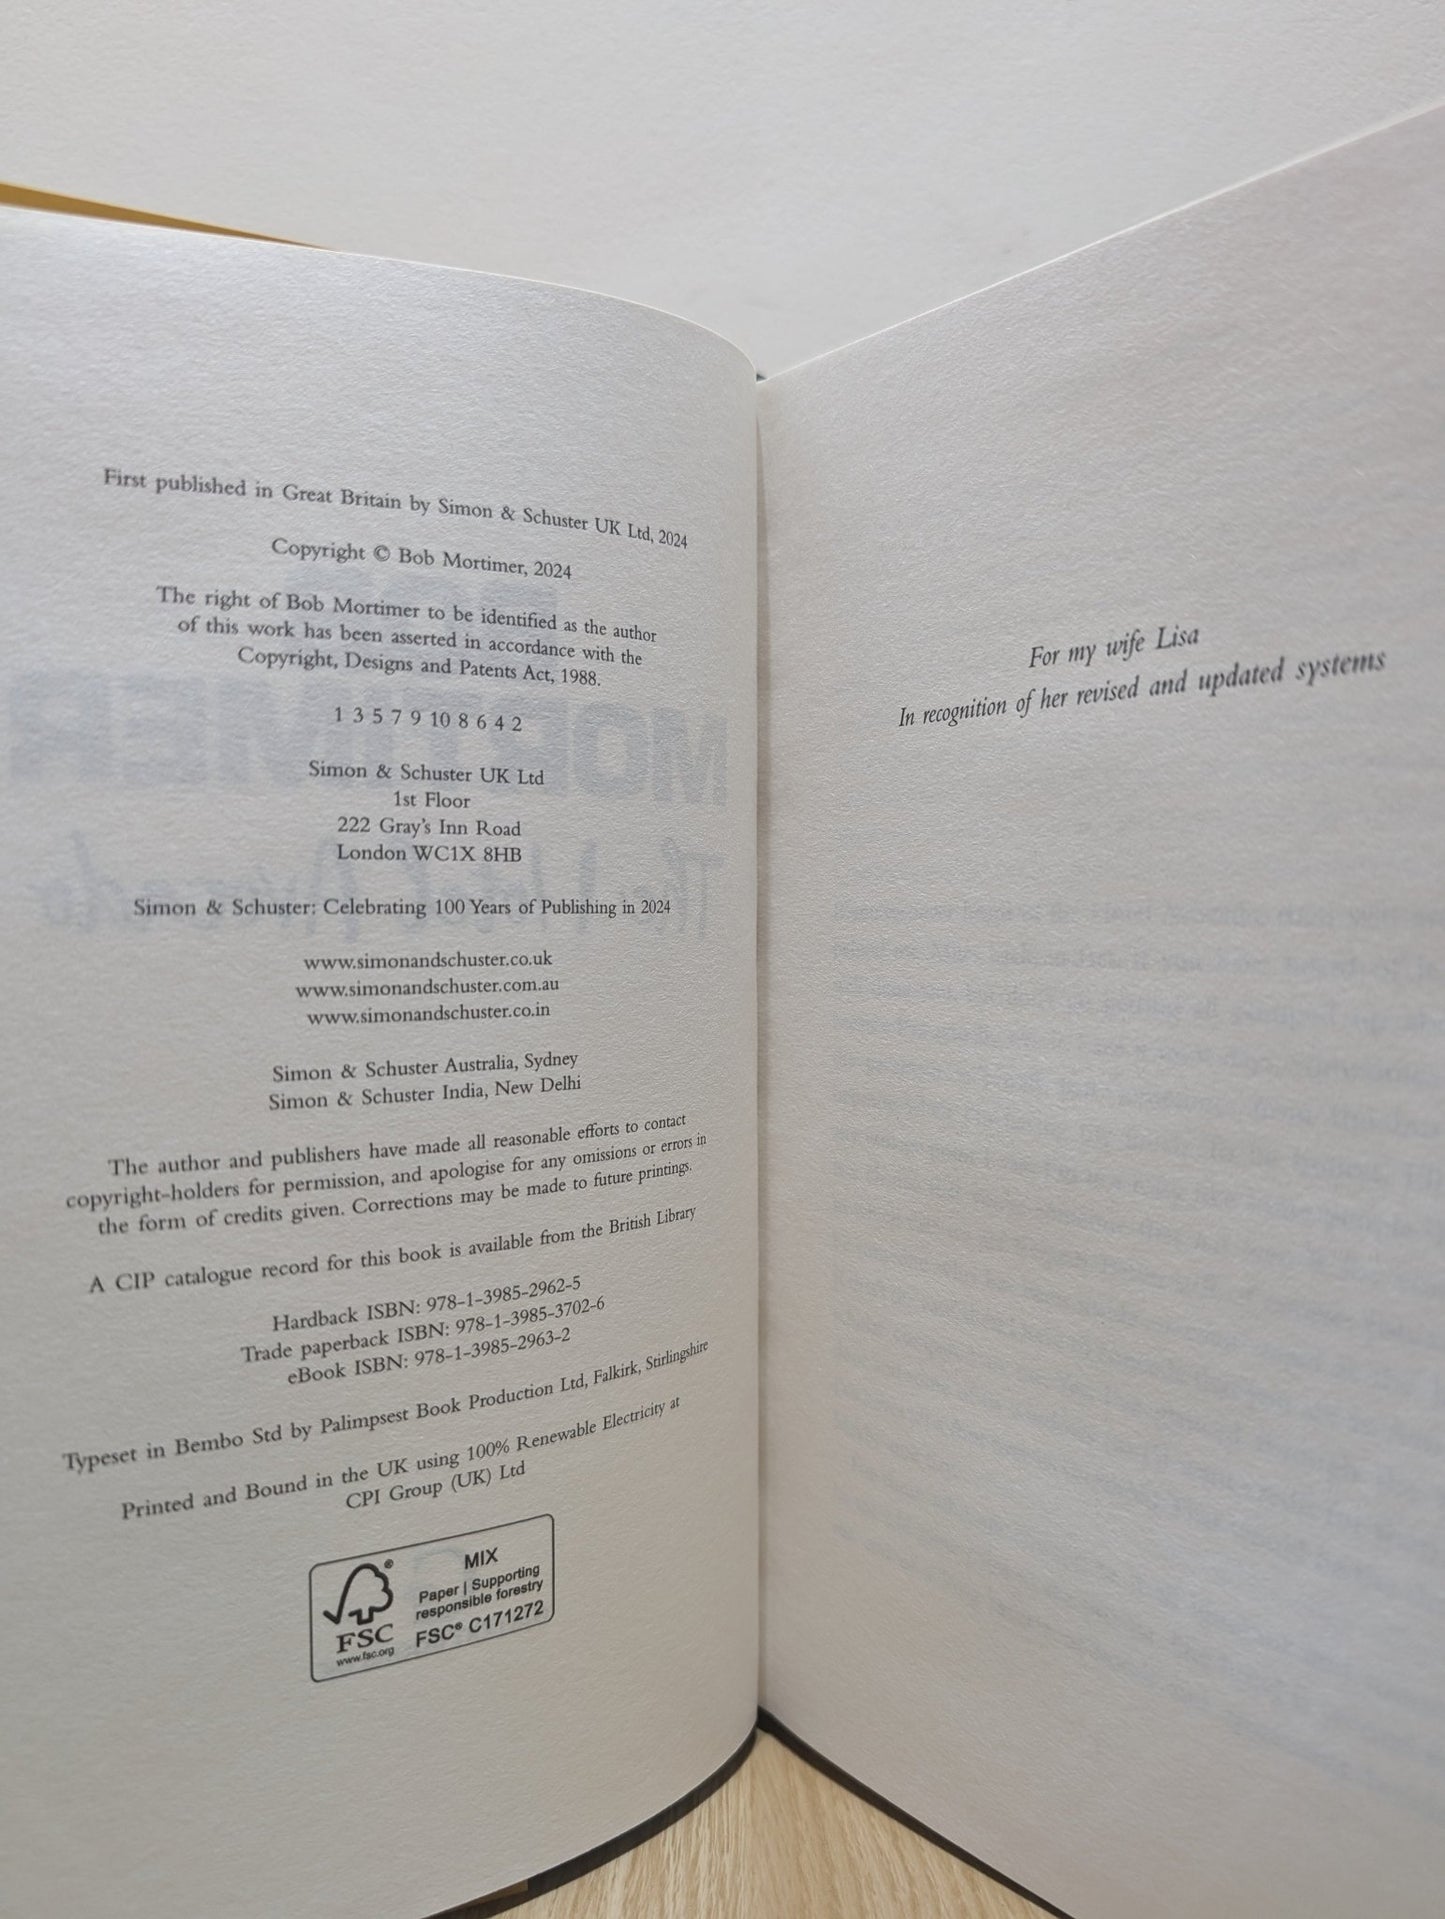 First published in Great Britain by Simon & Schuster UK Ltd, 2024
Copyright © Bob Mortimer, 2024
The right of Bob Mortimer to be identified as the author
of this work has been asserted in accordance with the
Copyright, Designs and Patents Act, 1988.
1 3 5 7 9 10 8 6 4 2
Simon & Schuster UK Ltd
1st Floor
222 Gray's Inn Road
London WC1X 8HB
Simon & Schuster: Celebrating 100 Years of Publishing in 2024
www.simonandschuster.co.uk
www.simonandschuster.com.au
www.simonandschuster.co.in
Simon & Schuster Australia, Sydney
Simon & Schuster India, New Delhi
The author and publishers have made all reasonable efforts to contact
copyright-holders for permission, and apologise for any omissions or errors in
the form of credits given. Corrections may be made to future printings.
A CIP catalogue record for this book is available from the British Library
Hardback ISBN: 978-1-3985-2962-5
Trade paperback ISBN: 978-1-3985-3702-6
eBook ISBN: 978-1-3985-2963-2
Typeset in Bembo Std by Palimpsest Book Production Ltd, Falkirk, Stirlingshire
Printed and Bound in the UK using 100% Renewable Electricity at
CPI Group (UK) Ltd
FSC
www.fsc.org
MIX
Paper | Supporting
responsible forestry
FSC® C171272
For my wife Lisa
In recognition of her revised and updated systems